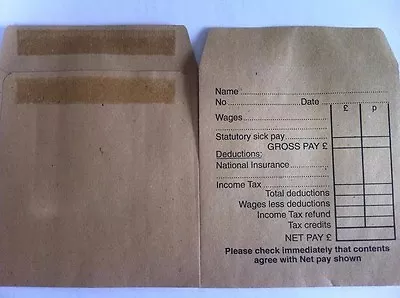 Name
No Date
£ p
Wages
Statutory sick pay
GROSS PAY £
Deductions:
National Insurance
Income Tax
Total deductions
Wages less deductions
Income Tax refund
Tax credits
NET PAY £
Please check immediately that contents
agree with Net pay shown